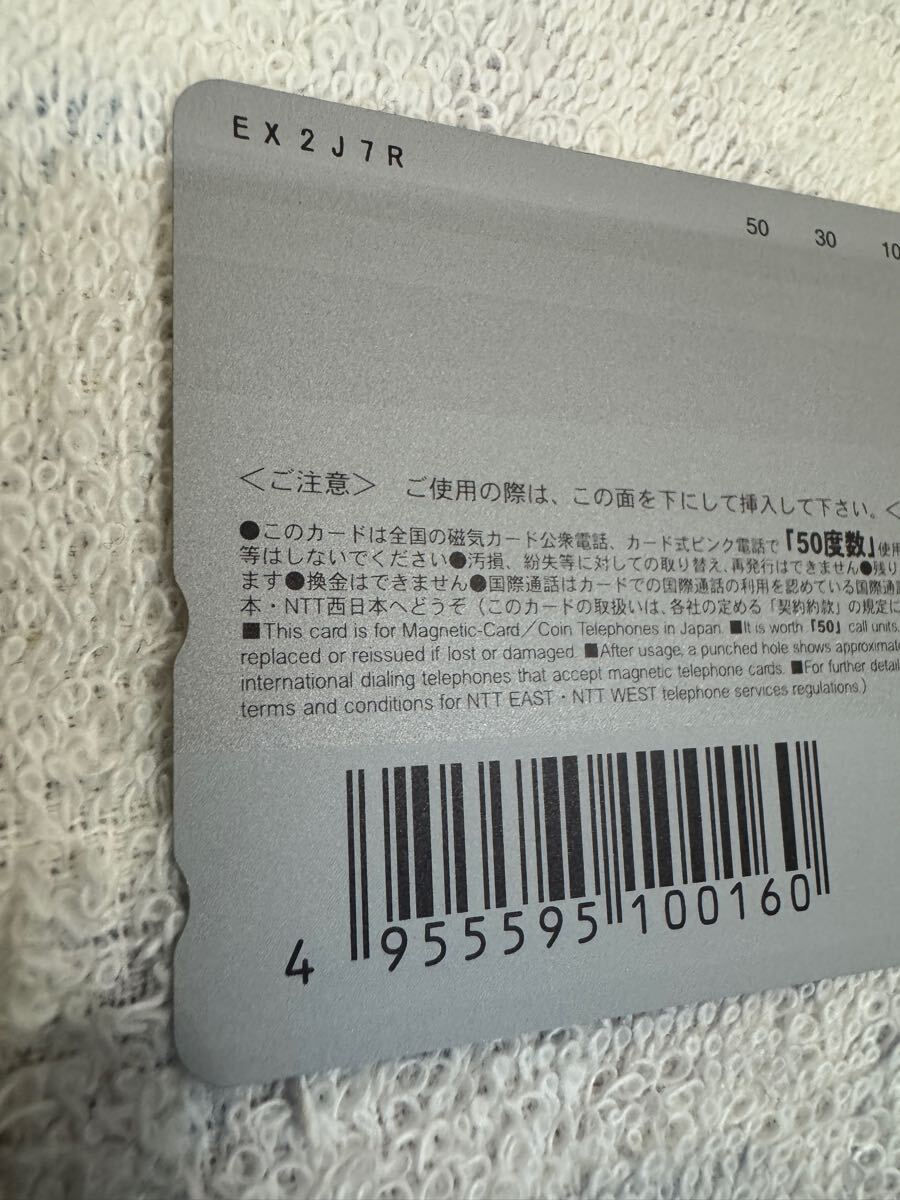 EX2J7R
50 30 10
＜ご注意＞ ご使用の際は、この面を下にして挿入して下さい。＜
●このカードは全国の磁気カード公衆電話、カード式ピンク電話で「50度数」使用
等はしないでください●汚損、紛失等に対しての取り替え、再発行はできません●残り
ます●換金はできません●国際通話はカードでの国際通話の利用を認めている国際通話
本・NTT西日本へどうぞ（このカードの取扱いは、各社の定める「契約約款」の規定に
■This card is for Magnetic-Card／Coin Telephones in Japan. ■It is worth「50」call units.
replaced or reissued if lost or damaged. ■After usage, a punched hole shows approximate
international dialing telephones that accept magnetic telephone cards. ■For further detail
terms and conditions for NTT EAST・NTT WEST telephone services regulations.)
4 955595 100160